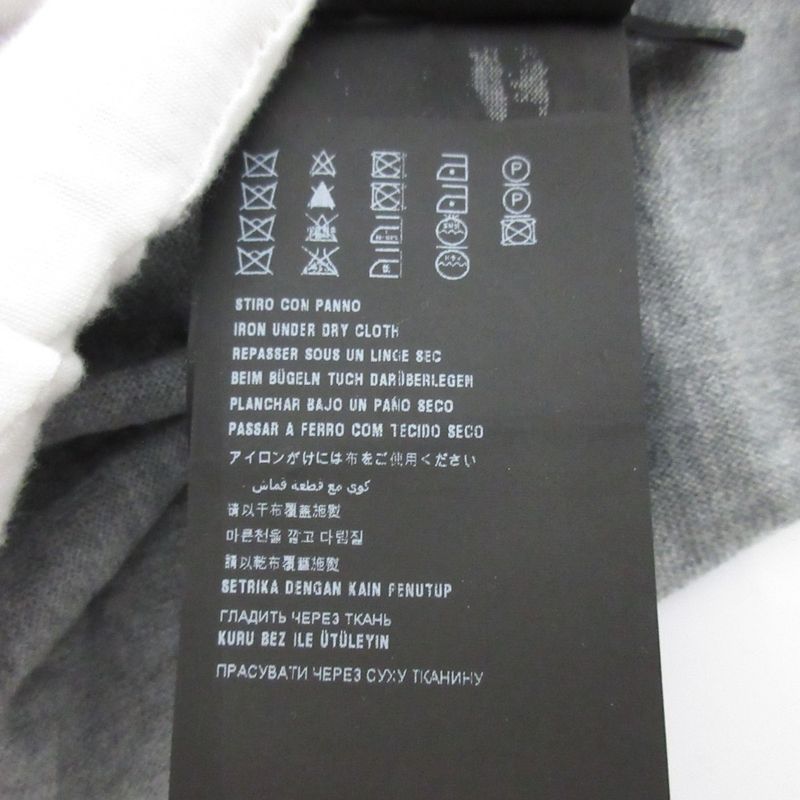 P
P
STIRO CON PANNO
IRON UNDER DRY CLOTH
REPASSER SOUS UN LINGE SEC
BEIM BÜGELN TUCH DARÜBERLEGEN
PLANCHAR BAJO UN PAÑO SECO
PASSAR A FERRO COM TECIDO SECO
アイロンがけには布をご使用ください
كوي مع قطعة قماش
请以干布覆盖施製
마른천을 깔고 다림질
請以乾布覆蓋施製
SETRIKA DENGAN KAIN PENUTUP
ГЛАДИТЬ ЧЕРЕЗ ТКАНЬ
KURU BEZ ILE ÜTÜLEYIN
ПРАСУВАТИ ЧЕРЕЗ СУХУ ТКАНИНУ